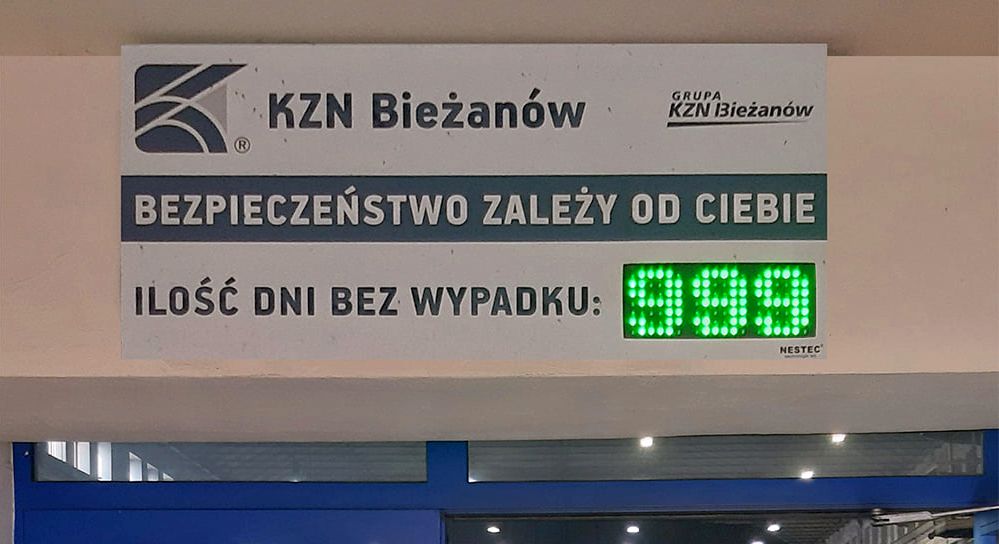 KZN Bieżanów
GRUPA
KZN Bieżanów
®
BEZPIECZEŃSTWO ZALEŻY OD CIEBIE
ILOŚĆ DNI BEZ WYPADKU: 999
NESTEC